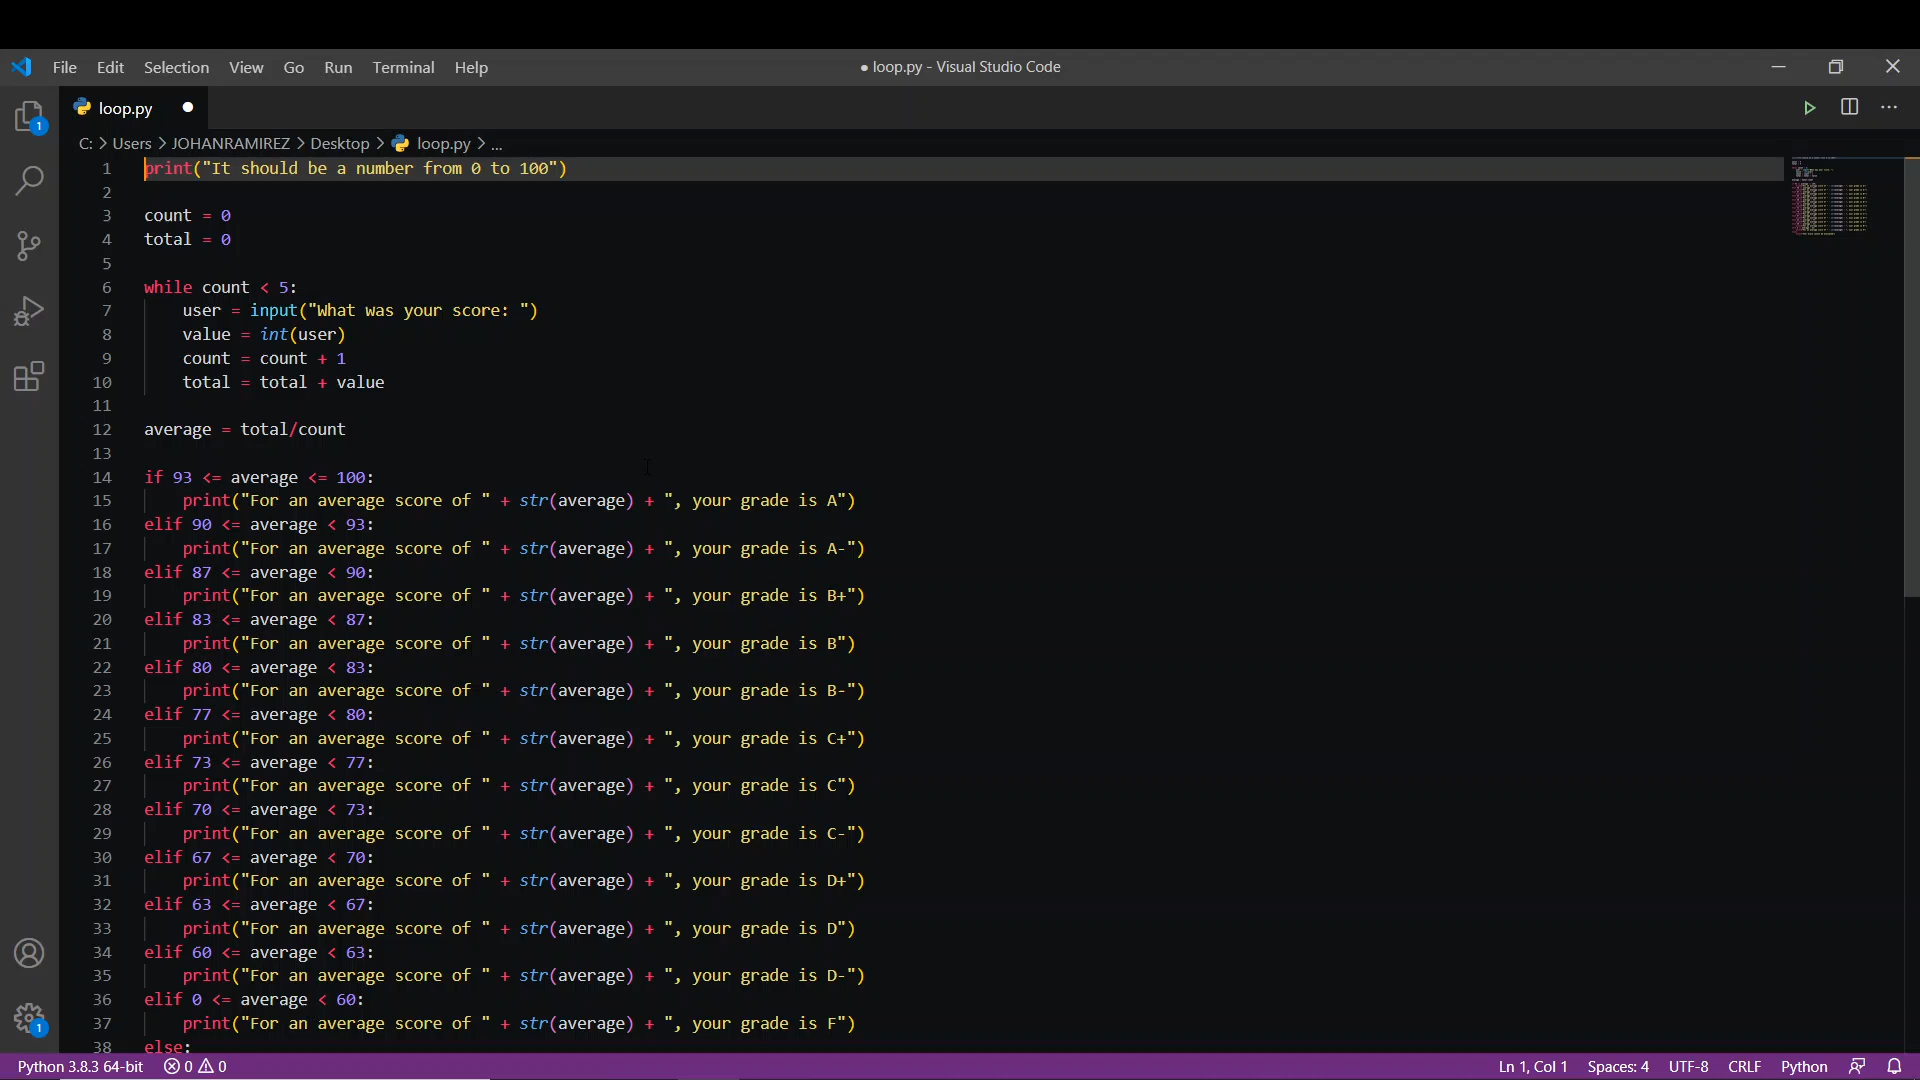 File Edit Selection View Go Run Terminal Help ● loop.py - Visual Studio Code
loop.py ●
C: > Users > JOHANRAMIREZ > Desktop > loop.py > ...
1 print("It should be a number from 0 to 100")
2
3 count = 0
4 total = 0
5
6 while count < 5:
7 user = input("What was your score: ")
8 value = int(user)
9 count = count + 1
10 total = total + value
11
12 average = total/count
13
14 if 93 <= average <= 100:
15 print("For an average score of " + str(average) + ", your grade is A")
16 elif 90 <= average < 93:
17 print("For an average score of " + str(average) + ", your grade is A-")
18 elif 87 <= average < 90:
19 print("For an average score of " + str(average) + ", your grade is B+")
20 elif 83 <= average < 87:
21 print("For an average score of " + str(average) + ", your grade is B")
22 elif 80 <= average < 83:
23 print("For an average score of " + str(average) + ", your grade is B-")
24 elif 77 <= average < 80:
25 print("For an average score of " + str(average) + ", your grade is C+")
26 elif 73 <= average < 77:
27 print("For an average score of " + str(average) + ", your grade is C")
28 elif 70 <= average < 73:
29 print("For an average score of " + str(average) + ", your grade is C-")
30 elif 67 <= average < 70:
31 print("For an average score of " + str(average) + ", your grade is D+")
32 elif 63 <= average < 67:
33 print("For an average score of " + str(average) + ", your grade is D")
34 elif 60 <= average < 63:
35 print("For an average score of " + str(average) + ", your grade is D-")
36 elif 0 <= average < 60:
37 print("For an average score of " + str(average) + ", your grade is F")
38 else:
1
1
Python 3.8.3 64-bit 0 0 Ln 1, Col 1 Spaces: 4 UTF-8 CRLF Python